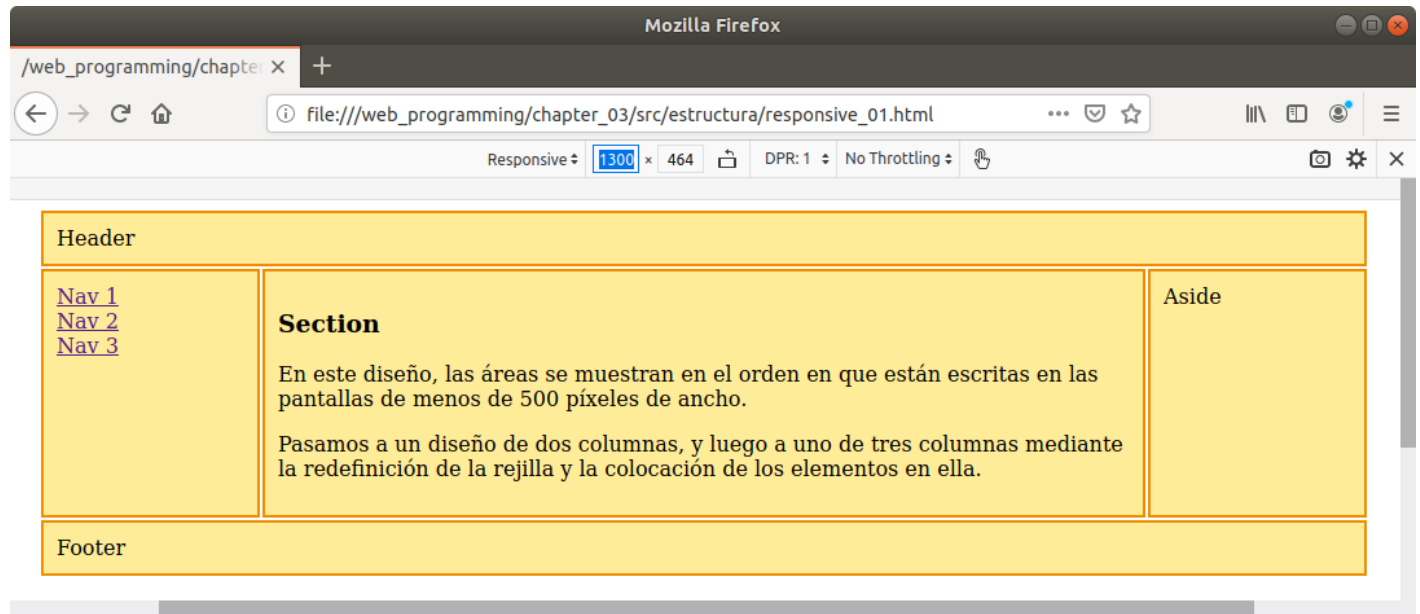 Mozilla Firefox
/web_programming/chapter
file:///web_programming/chapter_03/src/estructura/responsive_01.html
Responsive 1300 × 464 DPR: 1 No Throttling
Header
Nav 1
Nav 2
Nav 3
Section
En este diseño, las áreas se muestran en el orden en que están escritas en las
pantallas de menos de 500 píxeles de ancho.
Pasamos a un diseño de dos columnas, y luego a uno de tres columnas mediante
la redefinición de la rejilla y la colocación de los elementos en ella.
Aside
Footer